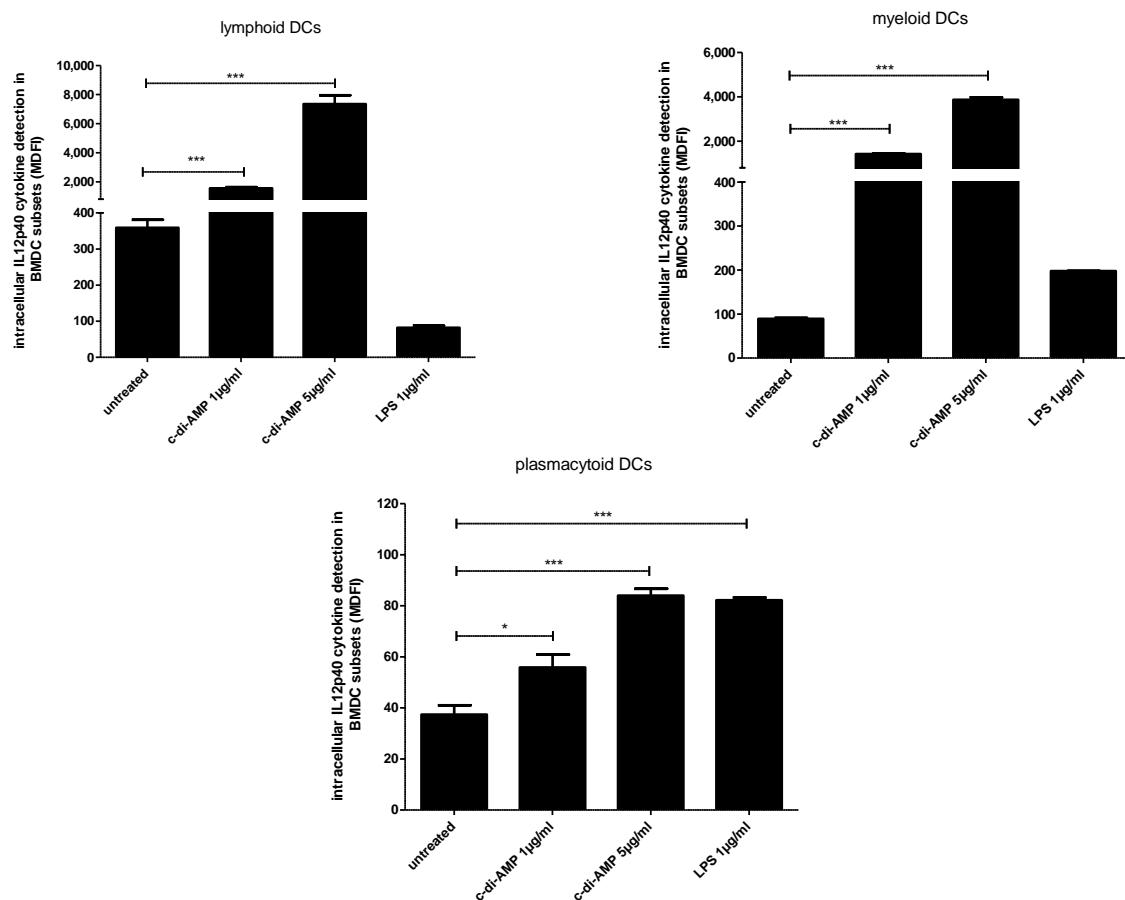 lymphoid DCs
intracellular IL12p40 cytokine detection in
BMDC subsets (MDFI)
10,000
8,000
6,000
4,000
2,000
400
300
200
100
0
***
***
untreated
c-di-AMP 1µg/ml
c-di-AMP 5µg/ml
LPS 1µg/ml
myeloid DCs
intracellular IL12p40 cytokine detection in
BMDC subsets (MDFI)
6,000
4,000
2,000
400
300
200
100
0
***
***
untreated
c-di-AMP 1µg/ml
c-di-AMP 5µg/ml
LPS 1µg/ml
plasmacytoid DCs
intracellular IL12p40 cytokine detection in
BMDC subsets (MDFI)
120
100
80
60
40
20
0
***
***
*
untreated
c-di-AMP 1µg/ml
c-di-AMP 5µg/ml
LPS 1µg/ml